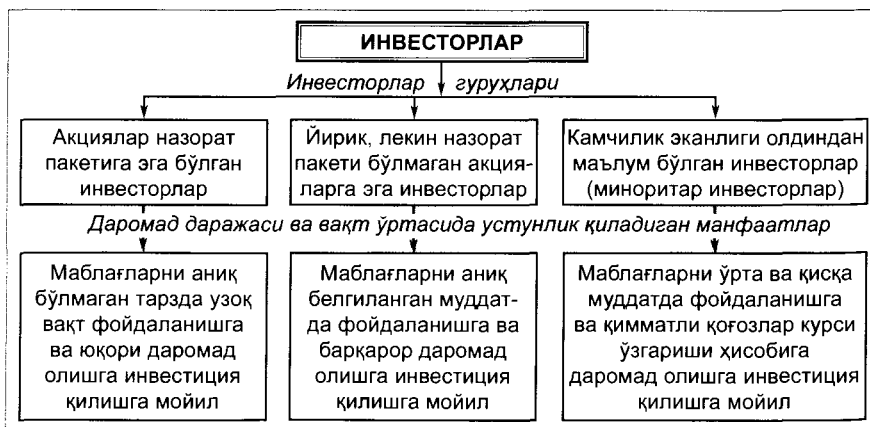 ИНВЕСТОРЛАР
Инвесторлар гуруҳлари
Акциялар назорат
пакетига эга бўлган
инвесторлар
Йирик, лекин назорат
пакети бўлмаган акция-
ларга эга инвесторлар
Камчилик эканлиги олдиндан
маълум бўлган инвесторлар
(миноритар инвесторлар)
Даромад даражаси ва вақт ўртасида устунлик қиладиган манфаатлар
Маблағларни аниқ
бўлмаган тарзда узоқ
вақт фойдаланишга
ва юқори даромад
олишга инвестиция
қилишга мойил
Маблағларни аниқ
белгиланган муддат-
да фойдаланишга ва
барқарор даромад
олишга инвестиция
қилишга мойил
Маблағларни ўрта ва қисқа
муддатда фойдаланишга
ва қимматли қоғозлар курси
ўзгариши ҳисобига
даромад олишга инвестиция
қилишга мойил